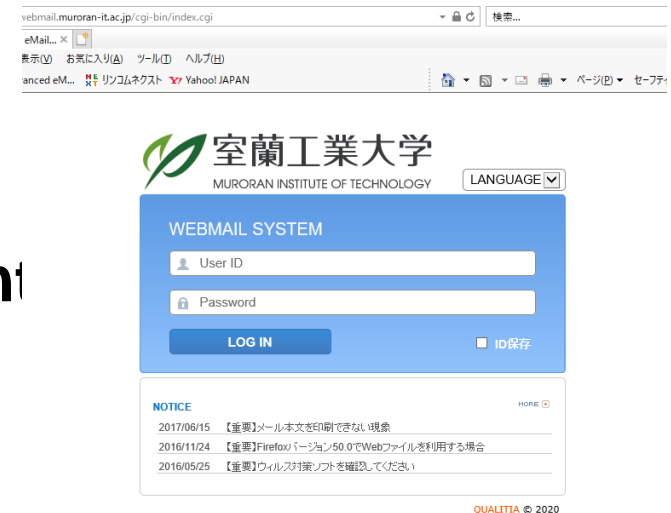 webmail.muroran-it.ac.jp/cgi-bin/index.cgi
検索...
eMail... ×
表示(V) お気に入り(A) ツール(T) ヘルプ(H)
anced eM... リンコムネクスト Yahoo! JAPAN ページ(P) セーフティ
室蘭工業大学
MURORAN INSTITUTE OF TECHNOLOGY
LANGUAGE
WEBMAIL SYSTEM
nt
User ID
Password
LOG IN
ID保存
NOTICE
MORE
2017/06/15 【重要】メール本文を印刷できない現象
2016/11/24 【重要】Firefoxバージョン50.0でWebファイルを利用する場合
2016/05/25 【重要】ウィルス対策ソフトを確認してください
QUALITIA © 2020